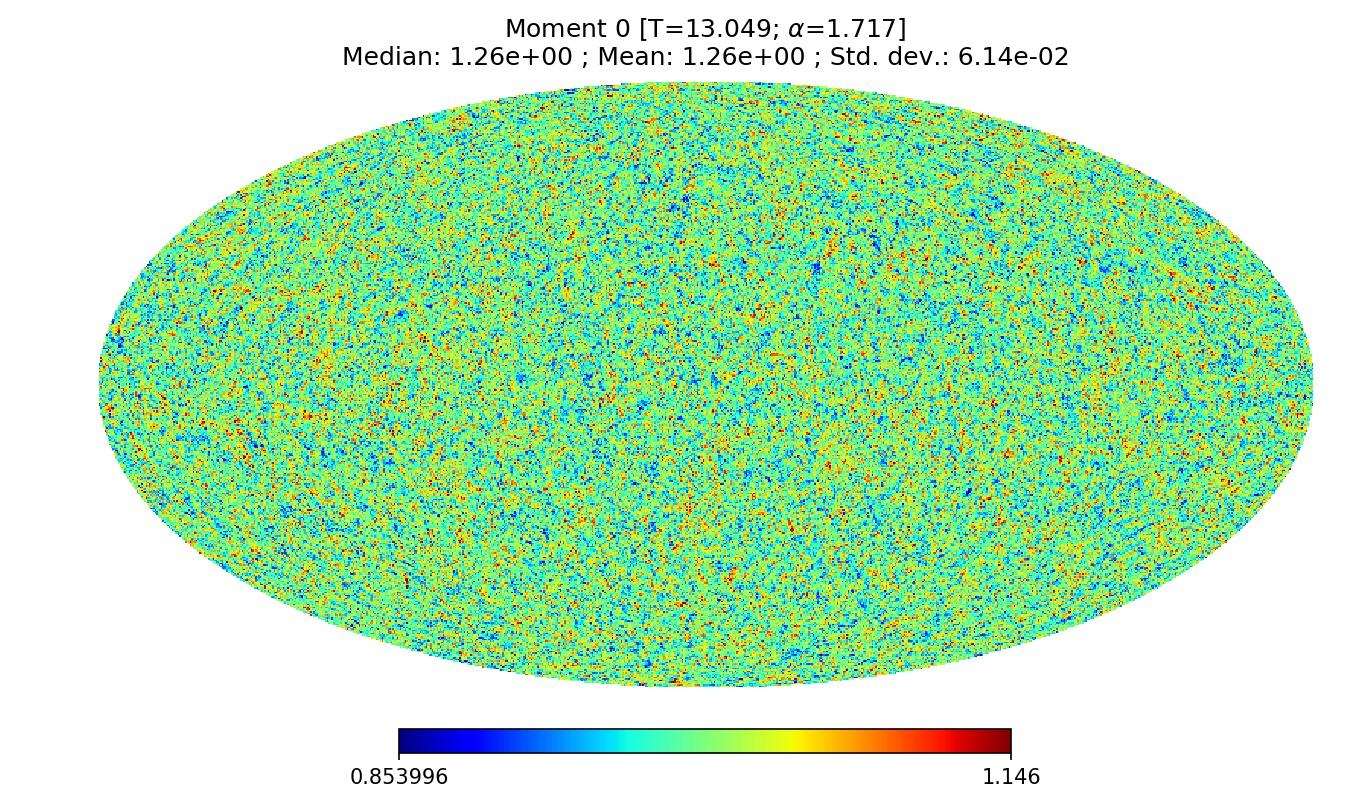 Moment 0 [T=13.049; α=1.717]
Median: 1.26e+00 ; Mean: 1.26e+00 ; Std. dev.: 6.14e-02
0.853996 1.146